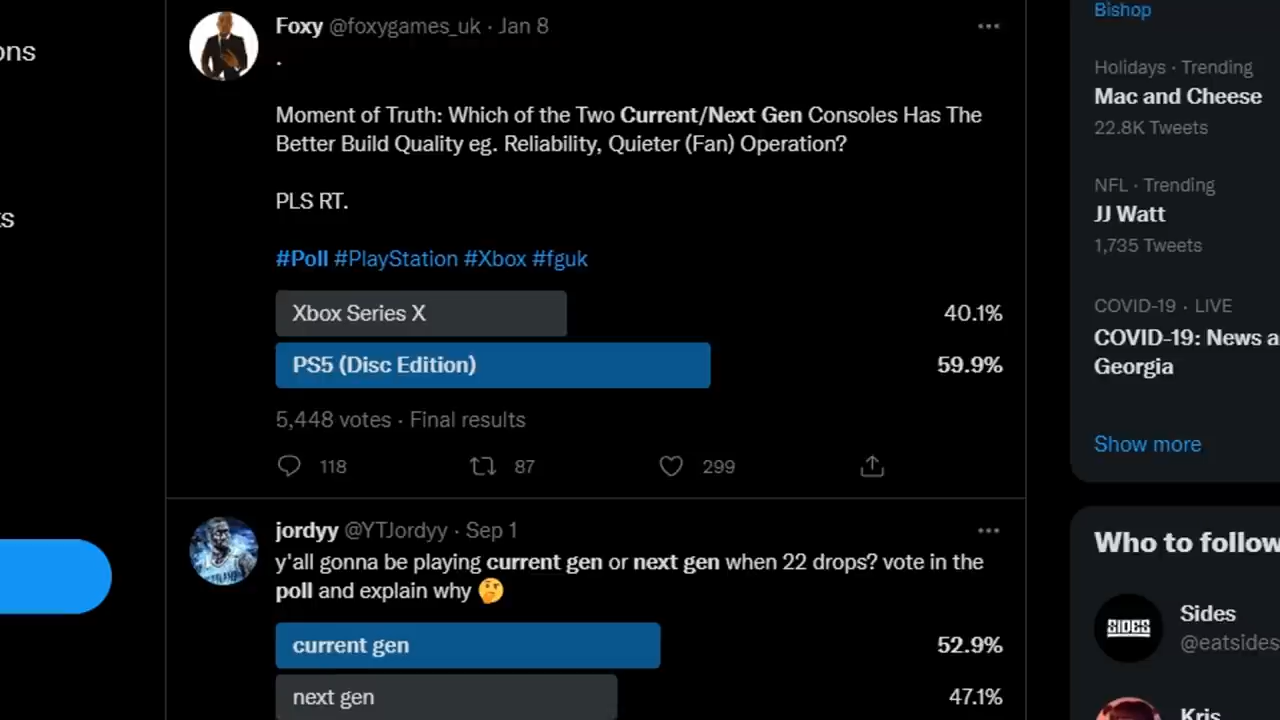 ons
ts
Foxy @foxygames_uk · Jan 8
.
Moment of Truth: Which of the Two Current/Next Gen Consoles Has The
Better Build Quality eg. Reliability, Quieter (Fan) Operation?
PLS RT.
#Poll #PlayStation #Xbox #fguk
Xbox Series X 40.1%
PS5 (Disc Edition) 59.9%
5,448 votes · Final results
118 87 299
jordyy @YTJordyy · Sep 1
y'all gonna be playing current gen or next gen when 22 drops? vote in the
poll and explain why 🤔
current gen 52.9%
next gen 47.1%
Bishop
Holidays · Trending
Mac and Cheese
22.8K Tweets
NFL · Trending
JJ Watt
1,735 Tweets
COVID-19 · LIVE
COVID-19: News a
Georgia
Show more
Who to follow
SIDES
Sides
@eatsides
Kris